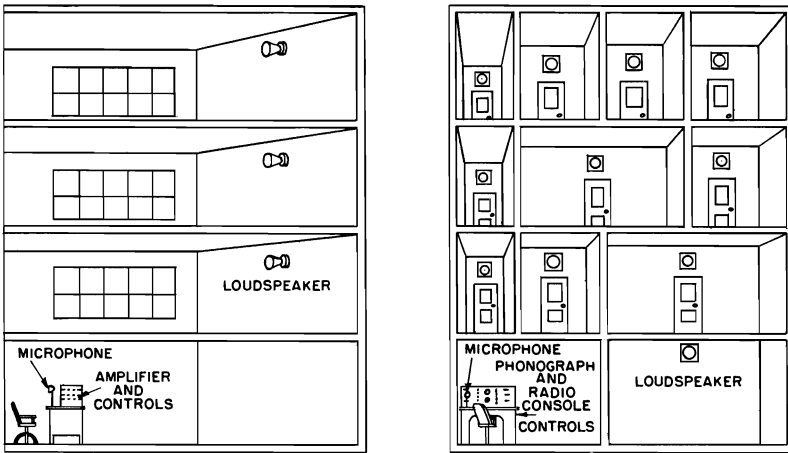 LOUDSPEAKER
MICROPHONE
AMPLIFIER
AND
CONTROLS
MICROPHONE
PHONOGRAPH
AND
RADIO
CONSOLE
CONTROLS
LOUDSPEAKER